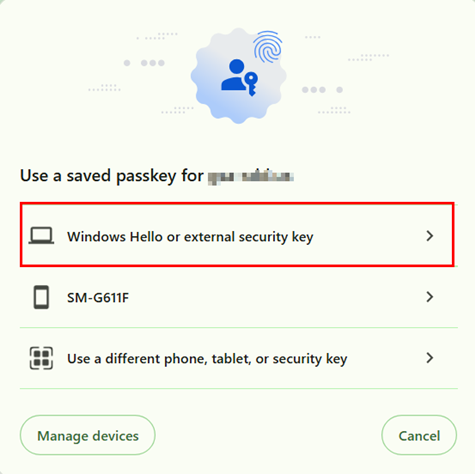 Use a saved passkey for
Windows Hello or external security key
SM-G611F
Use a different phone, tablet, or security key
Manage devices
Cancel